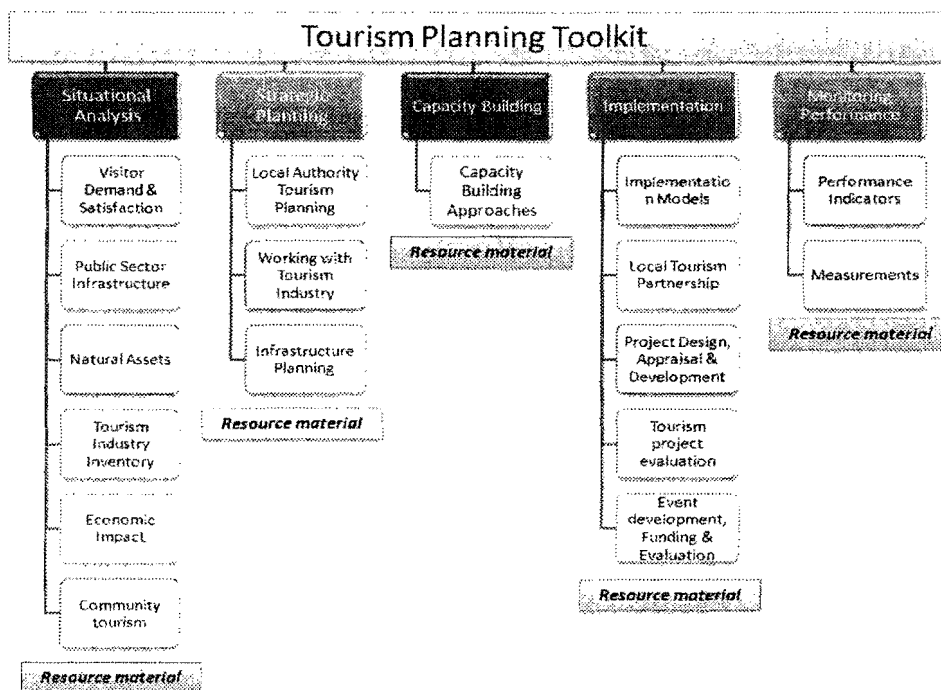 Tourism Planning Toolkit
Situational
Analysis
Visitor
Demand &
Satisfaction
Public Sector
Infrastructure
Natural Assets
Tourism
Industry
Inventory
Economic
Impact
Community
tourism
Resource material
Strategic
Planning
Local Authority
Tourism
Planning
Working with
Tourism
Industry
Infrastructure
Planning
Resource material
Capacity Building
Capacity
Building
Approaches
Resource material
Implementation
Implementatio
n Models
Local Tourism
Partnership
Project Design,
Appraisal &
Development
Tourism
project
evaluation
Event
development,
Funding &
Evaluation
Resource material
Monitoring
Performance
Performance
Indicators
Measurements
Resource material